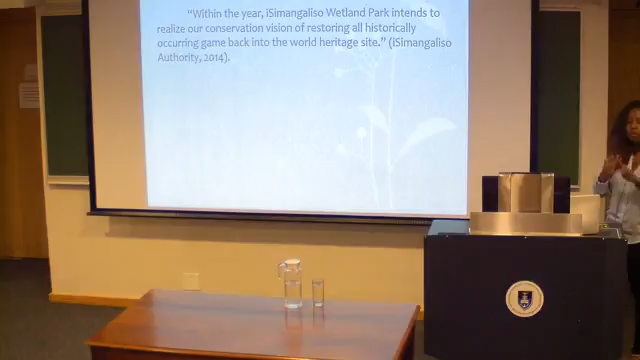 “Within the year, iSimangaliso Wetland Park intends to
realize our conservation vision of restoring all historically
occurring game back into the world heritage site.” (iSimangaliso
Authority, 2014).